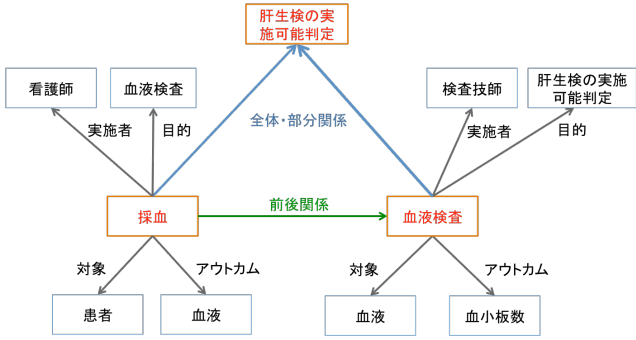 肝生検の実
施可能判定
看護師
血液検査
検査技師
肝生検の実施
可能判定
実施者
目的
全体・部分関係
実施者
目的
採血
前後関係
血液検査
対象
アウトカム
対象
アウトカム
患者
血液
血液
血小板数